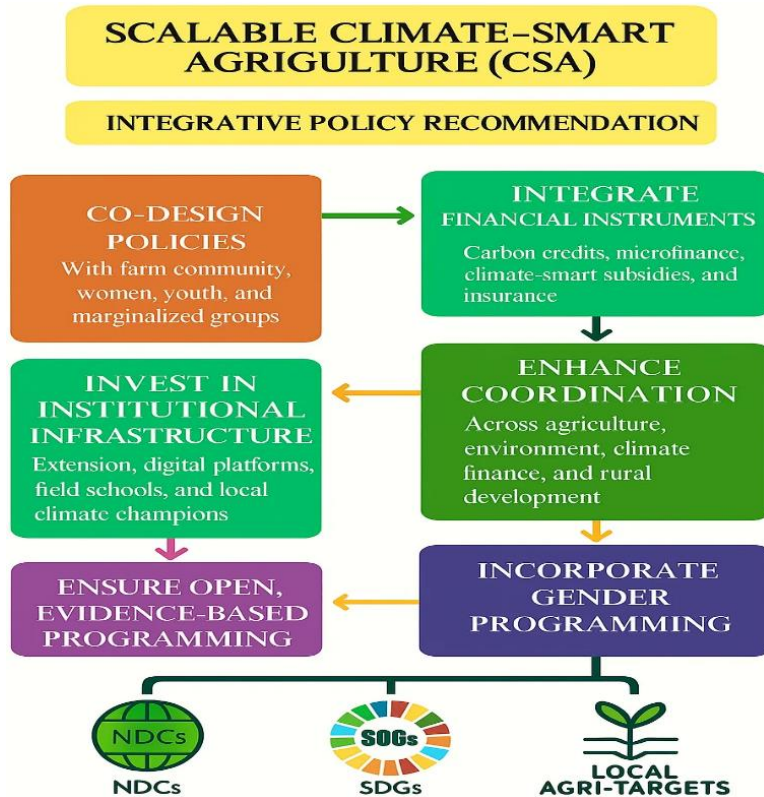 SCALABLE CLIMATE–SMART
AGRIGULTURE (CSA)
INTEGRATIVE POLICY RECOMMENDATION
CO-DESIGN
POLICIES
With farm community,
women, youth, and
marginalized groups
INTEGRATE
FINANCIAL INSTRUMENTS
Carbon credits, microfinance,
climate-smart subsidies, and
insurance
INVEST IN
INSTITUTIONAL
INFRASTRUCTURE
Extension, digital platforms,
field schools, and local
climate champions
ENHANCE
COORDINATION
Across agriculture,
environment, climate
finance, and rural
development
ENSURE OPEN,
EVIDENCE-BASED
PROGRAMMING
INCORPORATE
GENDER
PROGRAMMING
NDCs
NDCs
SOGs
SDGs
LOCAL
AGRI-TARGETS